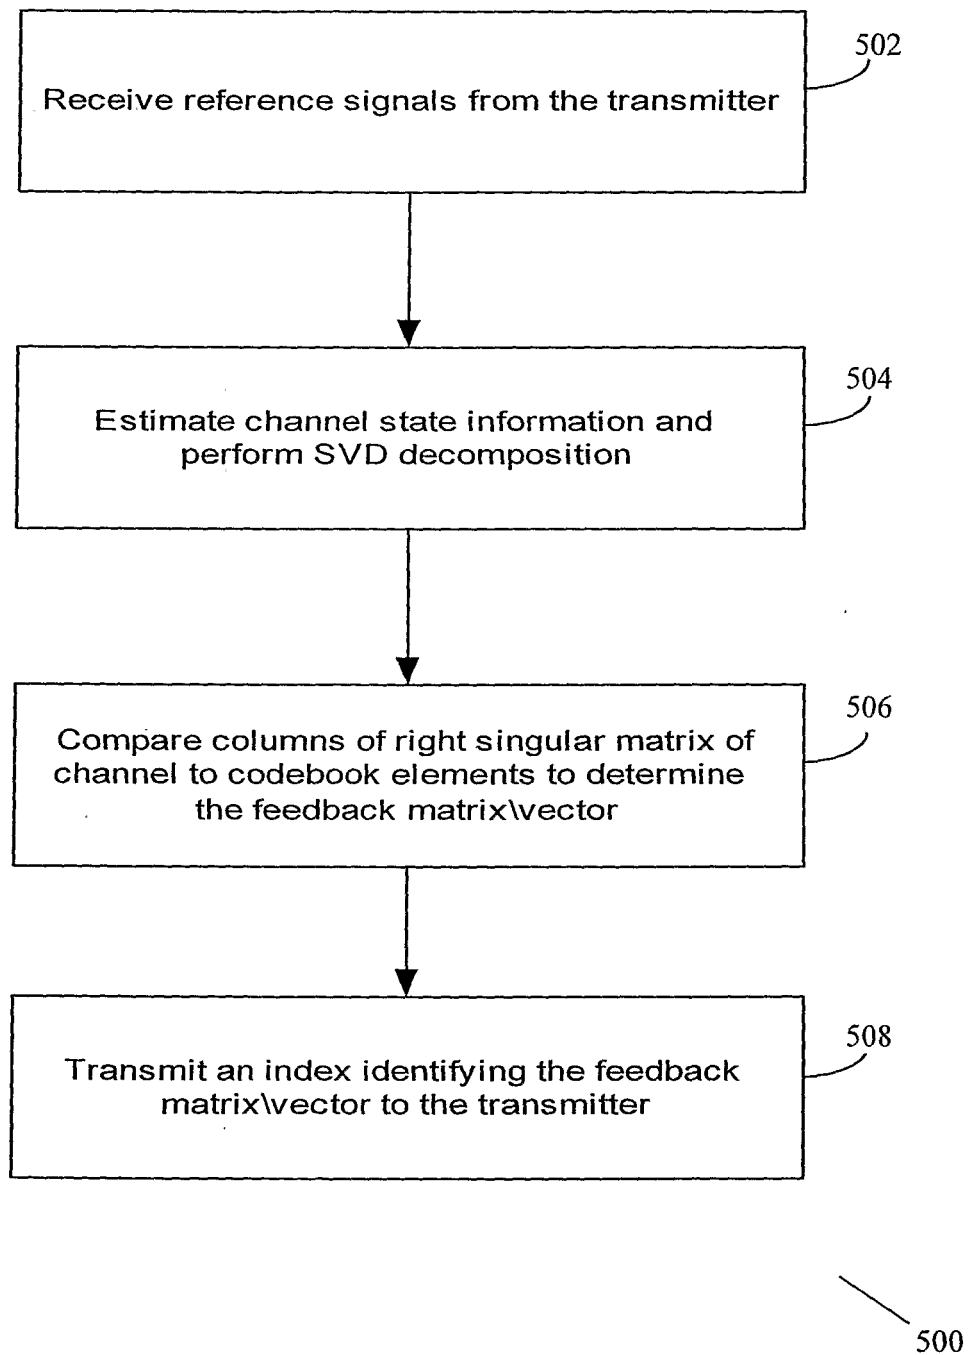 502
Receive reference signals from the transmitter
504
Estimate channel state information and
perform SVD decomposition
506
Compare columns of right singular matrix of
channel to codebook elements to determine
the feedback matrix\vector
508
Transmit an index identifying the feedback
matrix\vector to the transmitter
500